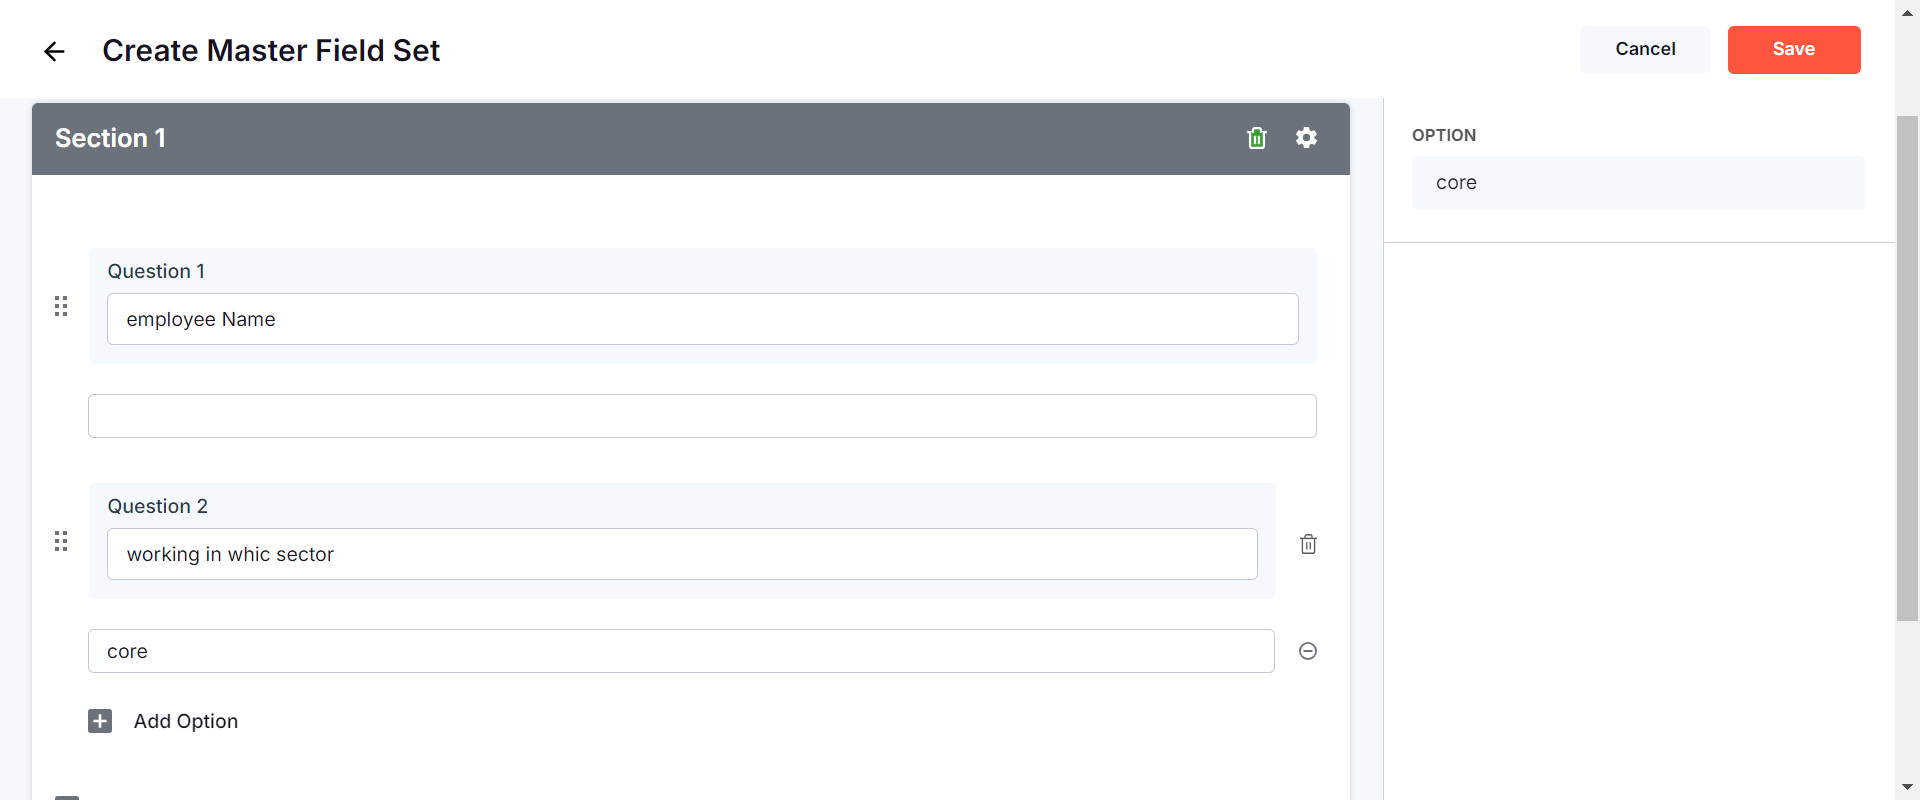 Create Master Field Set
Cancel
Save
Section 1
OPTION
core
Question 1
employee Name
Question 2
working in whic sector
core
Add Option